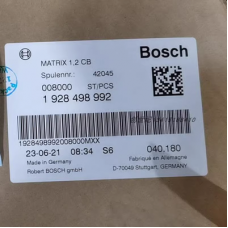 BOSCH
Bosch
MATRIX 1.2 CB
Spulennr.: 42045
008000 ST/PCS
1 928 498 992
1928498992008000MXX
23-06-21 08:34 S6 040.180
Made in Germany Fabriqué en Allemagne
Robert BOSCH gmbH D-70049 Stuttgart, GERMANY